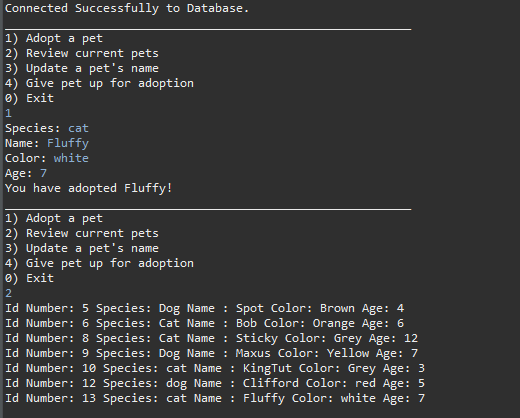 Connected Successfully to Database.
1) Adopt a pet
2) Review current pets
3) Update a pet's name
4) Give pet up for adoption
0) Exit
1
Species: cat
Name: Fluffy
Color: white
Age: 7
You have adopted Fluffy!
1) Adopt a pet
2) Review current pets
3) Update a pet's name
4) Give pet up for adoption
0) Exit
2
Id Number: 5 Species: Dog Name : Spot Color: Brown Age: 4
Id Number: 6 Species: Cat Name : Bob Color: Orange Age: 6
Id Number: 8 Species: Cat Name : Sticky Color: Grey Age: 12
Id Number: 9 Species: Dog Name : Maxus Color: Yellow Age: 7
Id Number: 10 Species: cat Name : KingTut Color: Grey Age: 3
Id Number: 12 Species: dog Name : Clifford Color: red Age: 5
Id Number: 13 Species: cat Name : Fluffy Color: white Age: 7